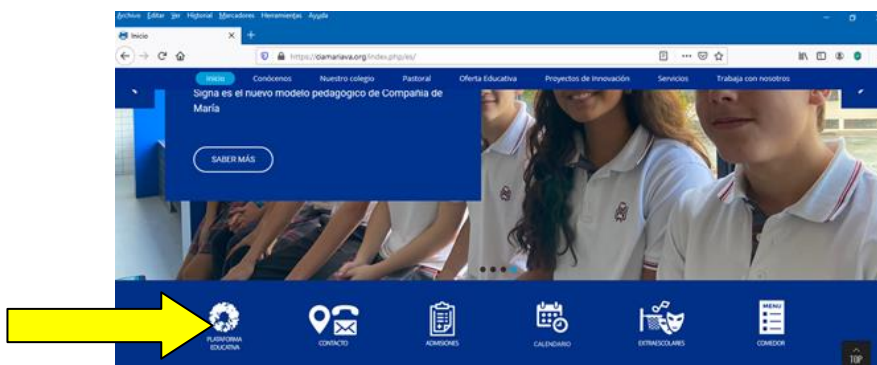 Archivo Editar Ver Historial Marcadores Herramientas Ayuda
Inicio
https://ciamariava.org/index.php/es/
Inicio Conócenos Nuestro colegio Pastoral Oferta Educativa Proyectos de Innovación Servicios Trabaja con nosotros
Signa es el nuevo modelo pedagógico de Compañía de
María
SABER MÁS
MENU
PLATAFORMA
EDUCATIVA
CONTACTO
ADMISIONES
CALENDARIO
EXTRAESCOLARES
COMEDOR
TOP